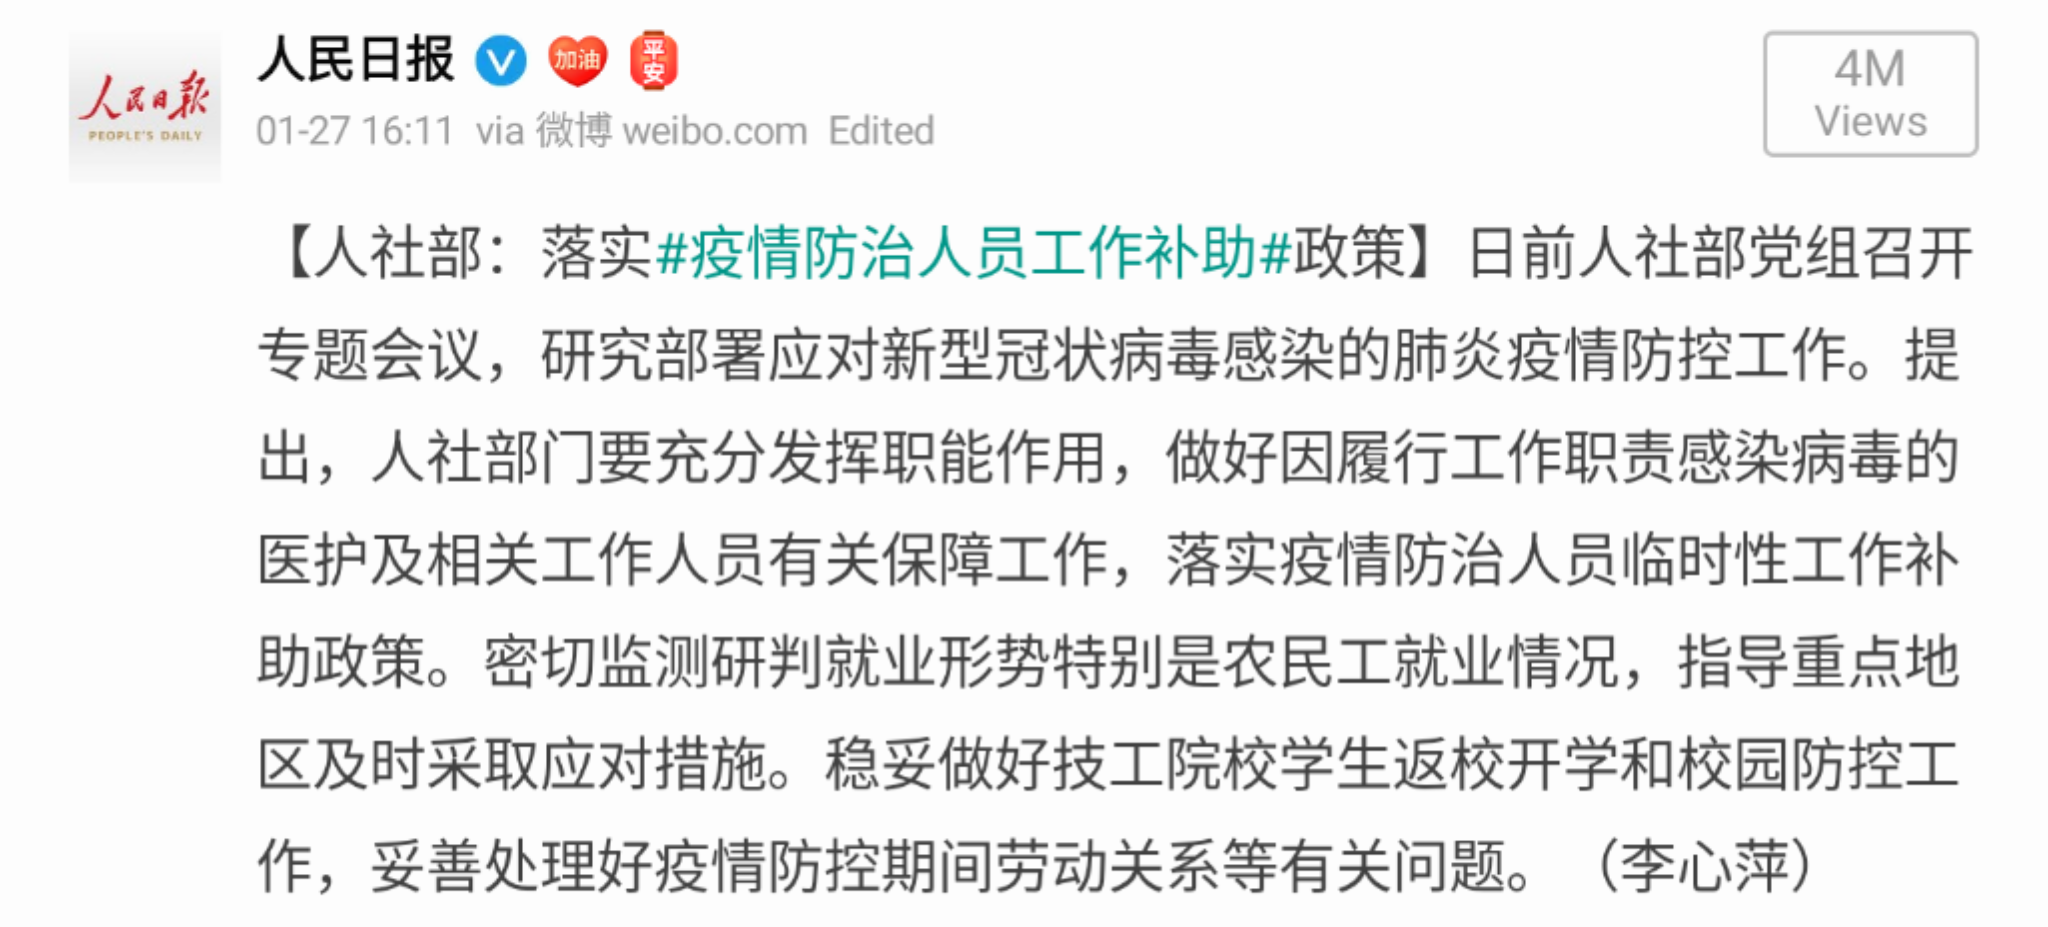 人民日报
PEOPLE'S DAILY
人民日报 V 加油 平安
01-27 16:11 via 微博 weibo.com Edited
4M
Views
【人社部：落实#疫情防治人员工作补助#政策】日前人社部党组召开
专题会议，研究部署应对新型冠状病毒感染的肺炎疫情防控工作。提
出，人社部门要充分发挥职能作用，做好因履行工作职责感染病毒的
医护及相关工作人员有关保障工作，落实疫情防治人员临时性工作补
助政策。密切监测研判就业形势特别是农民工就业情况，指导重点地
区及时采取应对措施。稳妥做好技工院校学生返校开学和校园防控工
作，妥善处理好疫情防控期间劳动关系等有关问题。（李心萍）